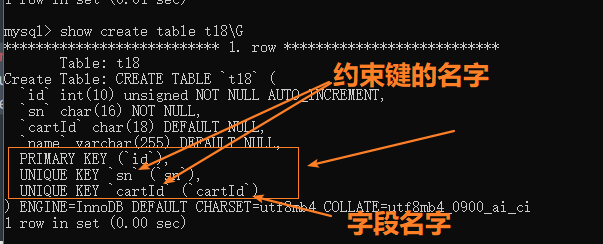 1 row in set (0.01 sec)
mysql> show create table t18\G
*************************** 1. row ***************************
Table: t18
Create Table: CREATE TABLE `t18` (
`id` int(10) unsigned NOT NULL AUTO_INCREMENT,
`sn` char(16) NOT NULL,
`cartId` char(18) DEFAULT NULL,
`name` varchar(255) DEFAULT NULL,
PRIMARY KEY (`id`),
UNIQUE KEY `sn` (`sn`),
UNIQUE KEY `cartId` (`cartId`)
) ENGINE=InnoDB DEFAULT CHARSET=utf8mb4 COLLATE=utf8mb4_0900_ai_ci
1 row in set (0.00 sec)
约束键的名字
字段名字